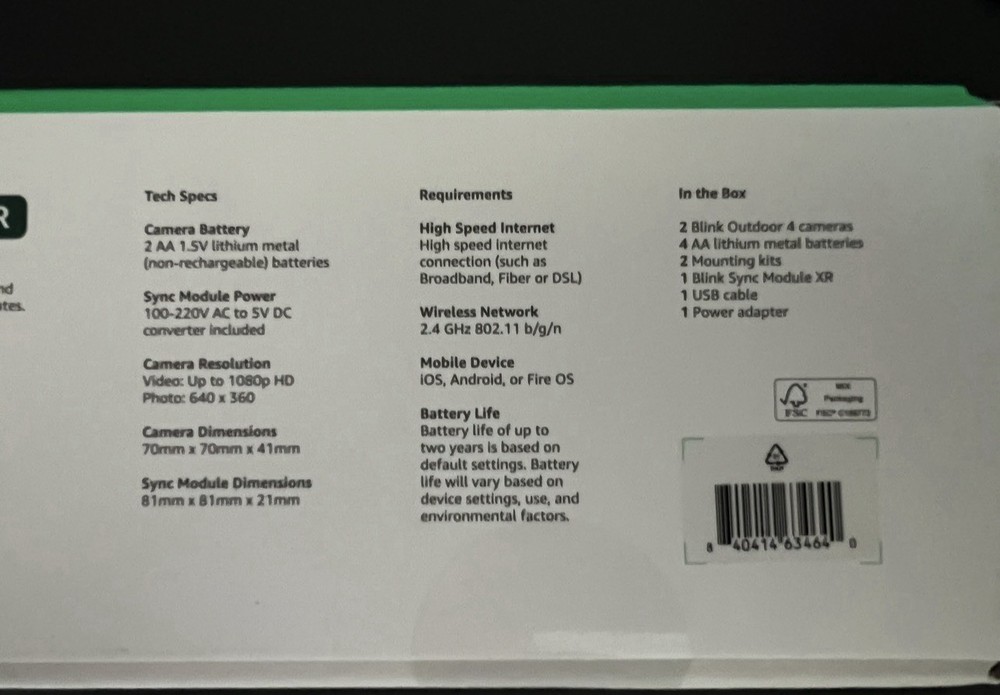 R
nd
tes.
Tech Specs
Camera Battery
2 AA 1.5V lithium metal
(non-rechargeable) batteries
Sync Module Power
100-220V AC to 5V DC
converter included
Camera Resolution
Video: Up to 1080p HD
Photo: 640 x 360
Camera Dimensions
70mm x 70mm x 41mm
Sync Module Dimensions
81mm x 81mm x 21mm
Requirements
High Speed Internet
High speed internet
connection (such as
Broadband, Fiber or DSL)
Wireless Network
2.4 GHz 802.11 b/g/n
Mobile Device
iOS, Android, or Fire OS
Battery Life
Battery life of up to
two years is based on
default settings. Battery
life will vary based on
device settings, use, and
environmental factors.
In the Box
2 Blink Outdoor 4 cameras
4 AA lithium metal batteries
2 Mounting kits
1 Blink Sync Module XR
1 USB cable
1 Power adapter
MIX
Packaging
FSC
8 40414 63464 0